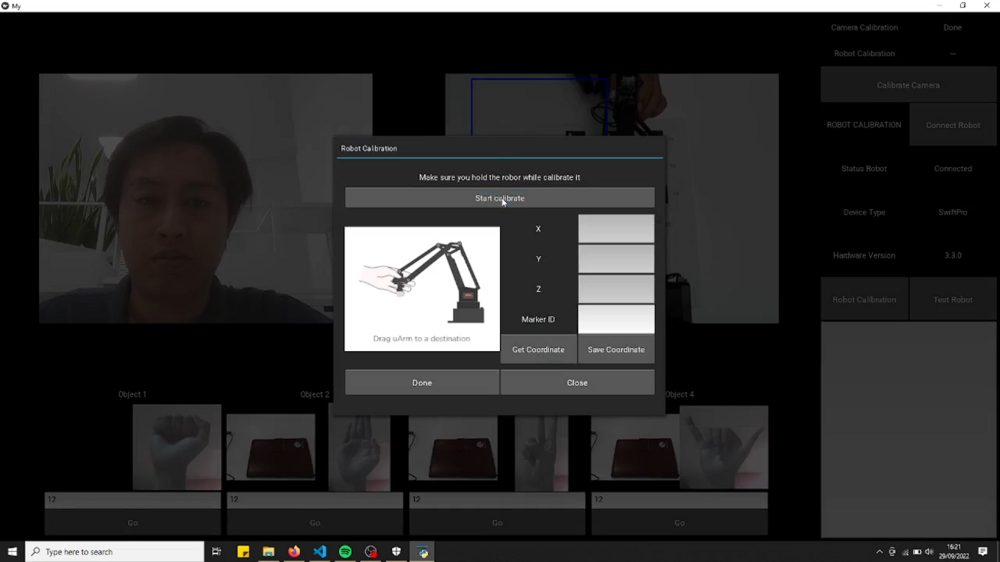 My
Camera Calibration Done
Robot Calibration —
Calibrate Camera
ROBOT CALIBRATION Connect Robot
Status Robot Connected
Device Type SwiftPro
Hardware Version 3.3.0
Robot Calibration Test Robot
Robot Calibration
Make sure you hold the robor while calibrate it
Start calibrate
X
Y
Z
Marker ID
Drag uArm to a destination
Get Coordinate Save Coordinate
Done Close
Object 1 Object 2 Object 4
12 12 12 12
Go Go Go Go
Type here to search
16:21
29/09/2022